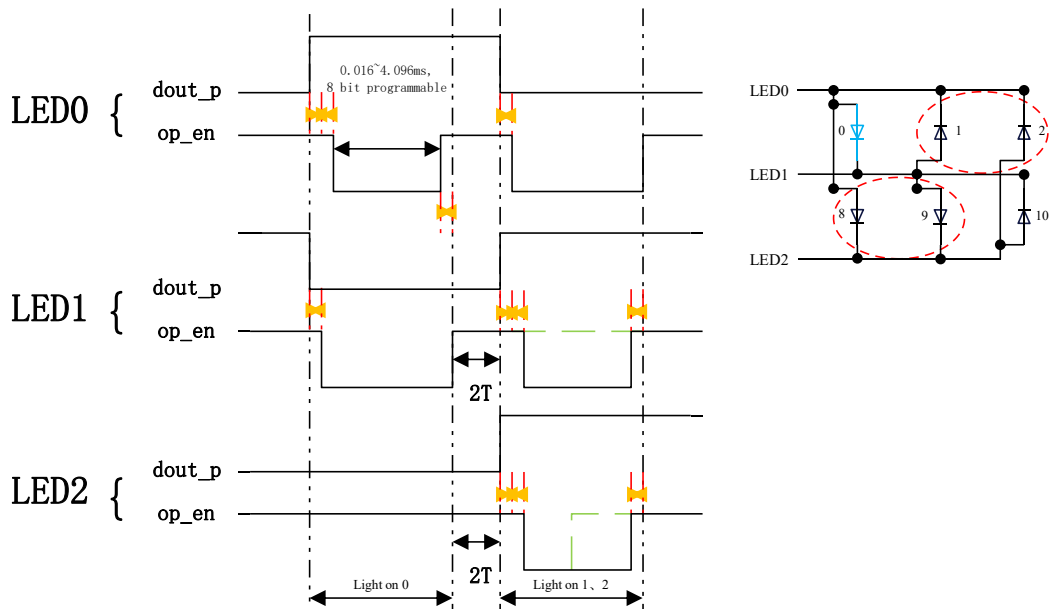 0.016~4.096ms,
8 bit programmable
LED0 {
dout_p
op_en
LED1 {
dout_p
op_en
2T
LED2 {
dout_p
op_en
2T
Light on 0
Light on 1、2
LED0
0
1
2
LED1
8
9
10
LED2